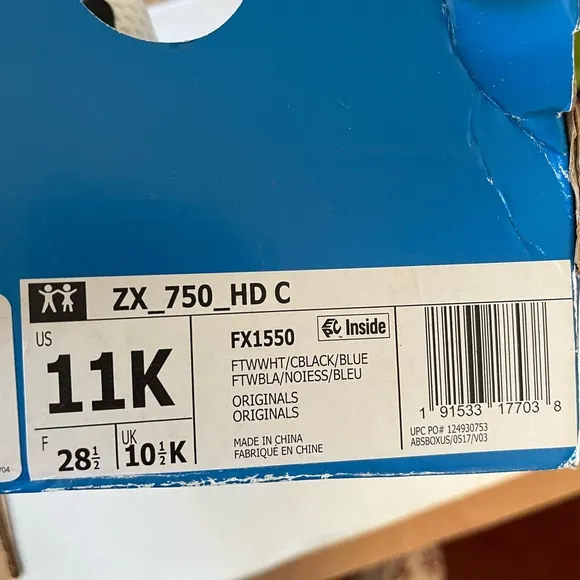 ZX_750_HD C
US
11K
F 28½
UK 10½K
FX1550
Inside
FTWWHT/CBLACK/BLUE
FTWBLA/NOIESS/BLEU
ORIGINALS
ORIGINALS
MADE IN CHINA
FABRIQUÉ EN CHINE
1 91533 17703 8
UPC PO# 124930753
ABSBOXUS/0517/V03
/04